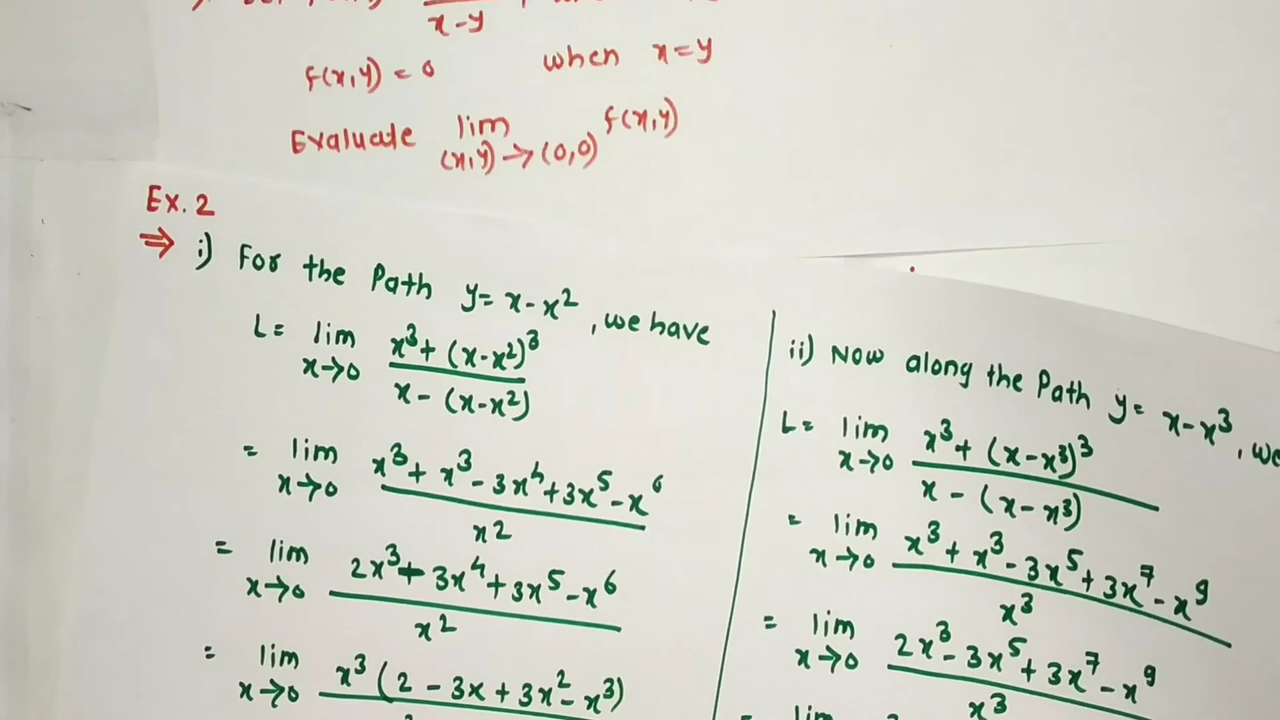 x-y
f(x,y) = 0 when x=y
Evaluate lim f(x,y)
(x,y)→(0,0)
Ex. 2
⇒ i) For the Path y= x-x², we have
L= lim x³+ (x-x²)³
x→0 x- (x-x²)
= lim x³+ x³-3x⁴+3x⁵-x⁶
x→0 x²
= lim 2x³-3x⁴+3x⁵-x⁶
x→0 x²
= lim x³(2-3x+3x²-x³)
x→0
ii) Now along the Path y= x-x³, we
L= lim x³+(x-x³)³
x→0 x-(x-x³)
= lim x³+x³-3x⁵+3x⁷-x⁹
x→0 x³
= lim 2x³-3x⁵+3x⁷-x⁹
x→0 x³
= lim